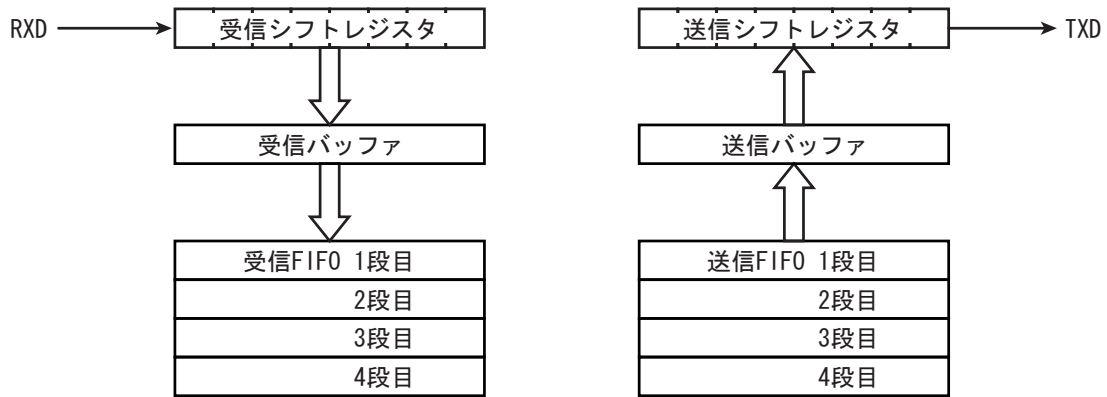 RXD
受信シフトレジスタ
受信バッファ
受信FIFO 1段目
2段目
3段目
4段目
送信シフトレジスタ
TXD
送信バッファ
送信FIFO 1段目
2段目
3段目
4段目